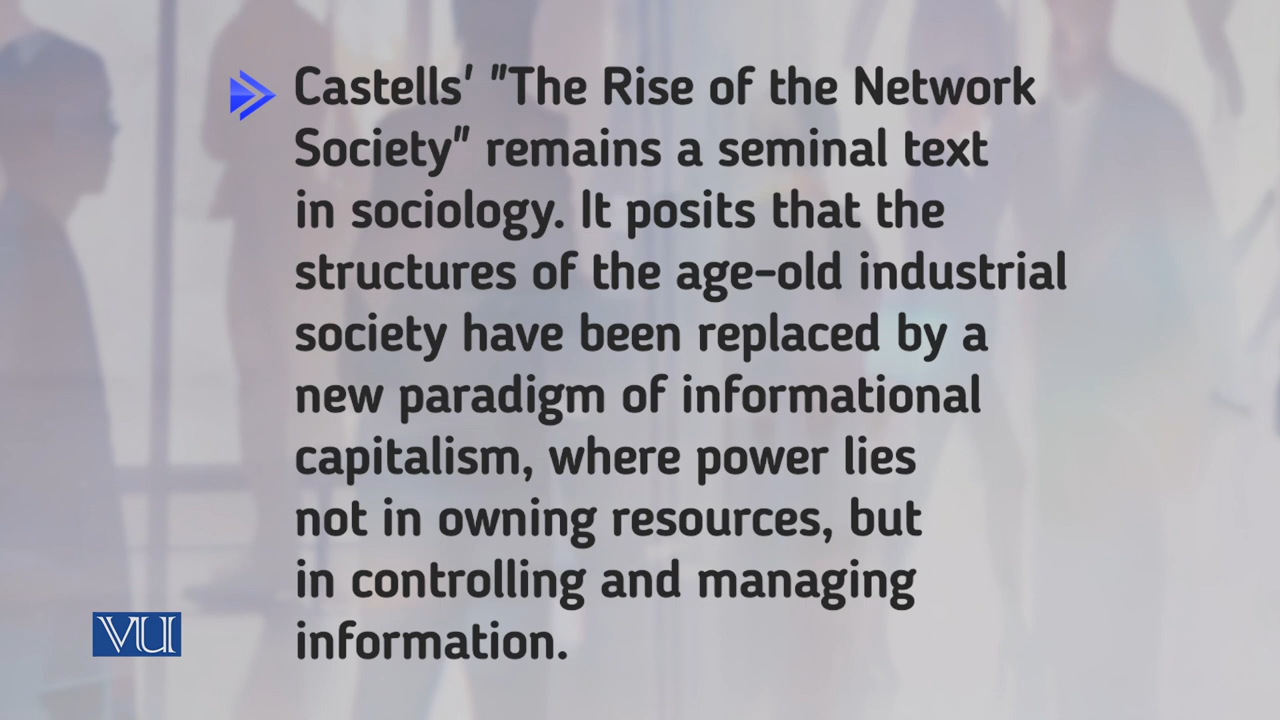 Castells' "The Rise of the Network
Society" remains a seminal text
in sociology. It posits that the
structures of the age-old industrial
society have been replaced by a
new paradigm of informational
capitalism, where power lies
not in owning resources, but
in controlling and managing
information.
VU